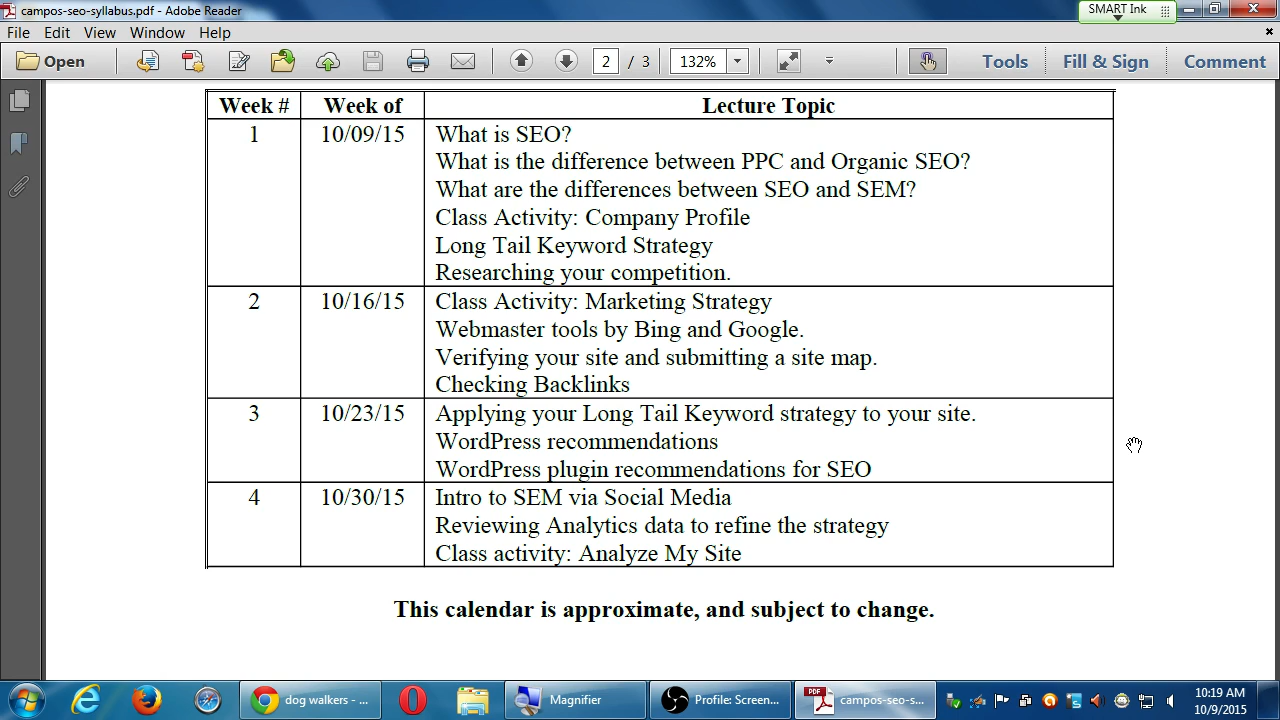 campos-seo-syllabus.pdf - Adobe Reader
SMART Ink
File Edit View Window Help
Open
2 / 3
132%
Tools
Fill & Sign
Comment
Week # Week of Lecture Topic
1 10/09/15 What is SEO?
What is the difference between PPC and Organic SEO?
What are the differences between SEO and SEM?
Class Activity: Company Profile
Long Tail Keyword Strategy
Researching your competition.
2 10/16/15 Class Activity: Marketing Strategy
Webmaster tools by Bing and Google.
Verifying your site and submitting a site map.
Checking Backlinks
3 10/23/15 Applying your Long Tail Keyword strategy to your site.
WordPress recommendations
WordPress plugin recommendations for SEO
4 10/30/15 Intro to SEM via Social Media
Reviewing Analytics data to refine the strategy
Class activity: Analyze My Site
This calendar is approximate, and subject to change.
dog walkers - ...
Magnifier
Profile: Screen...
PDF
campos-seo-s...
10:19 AM
10/9/2015